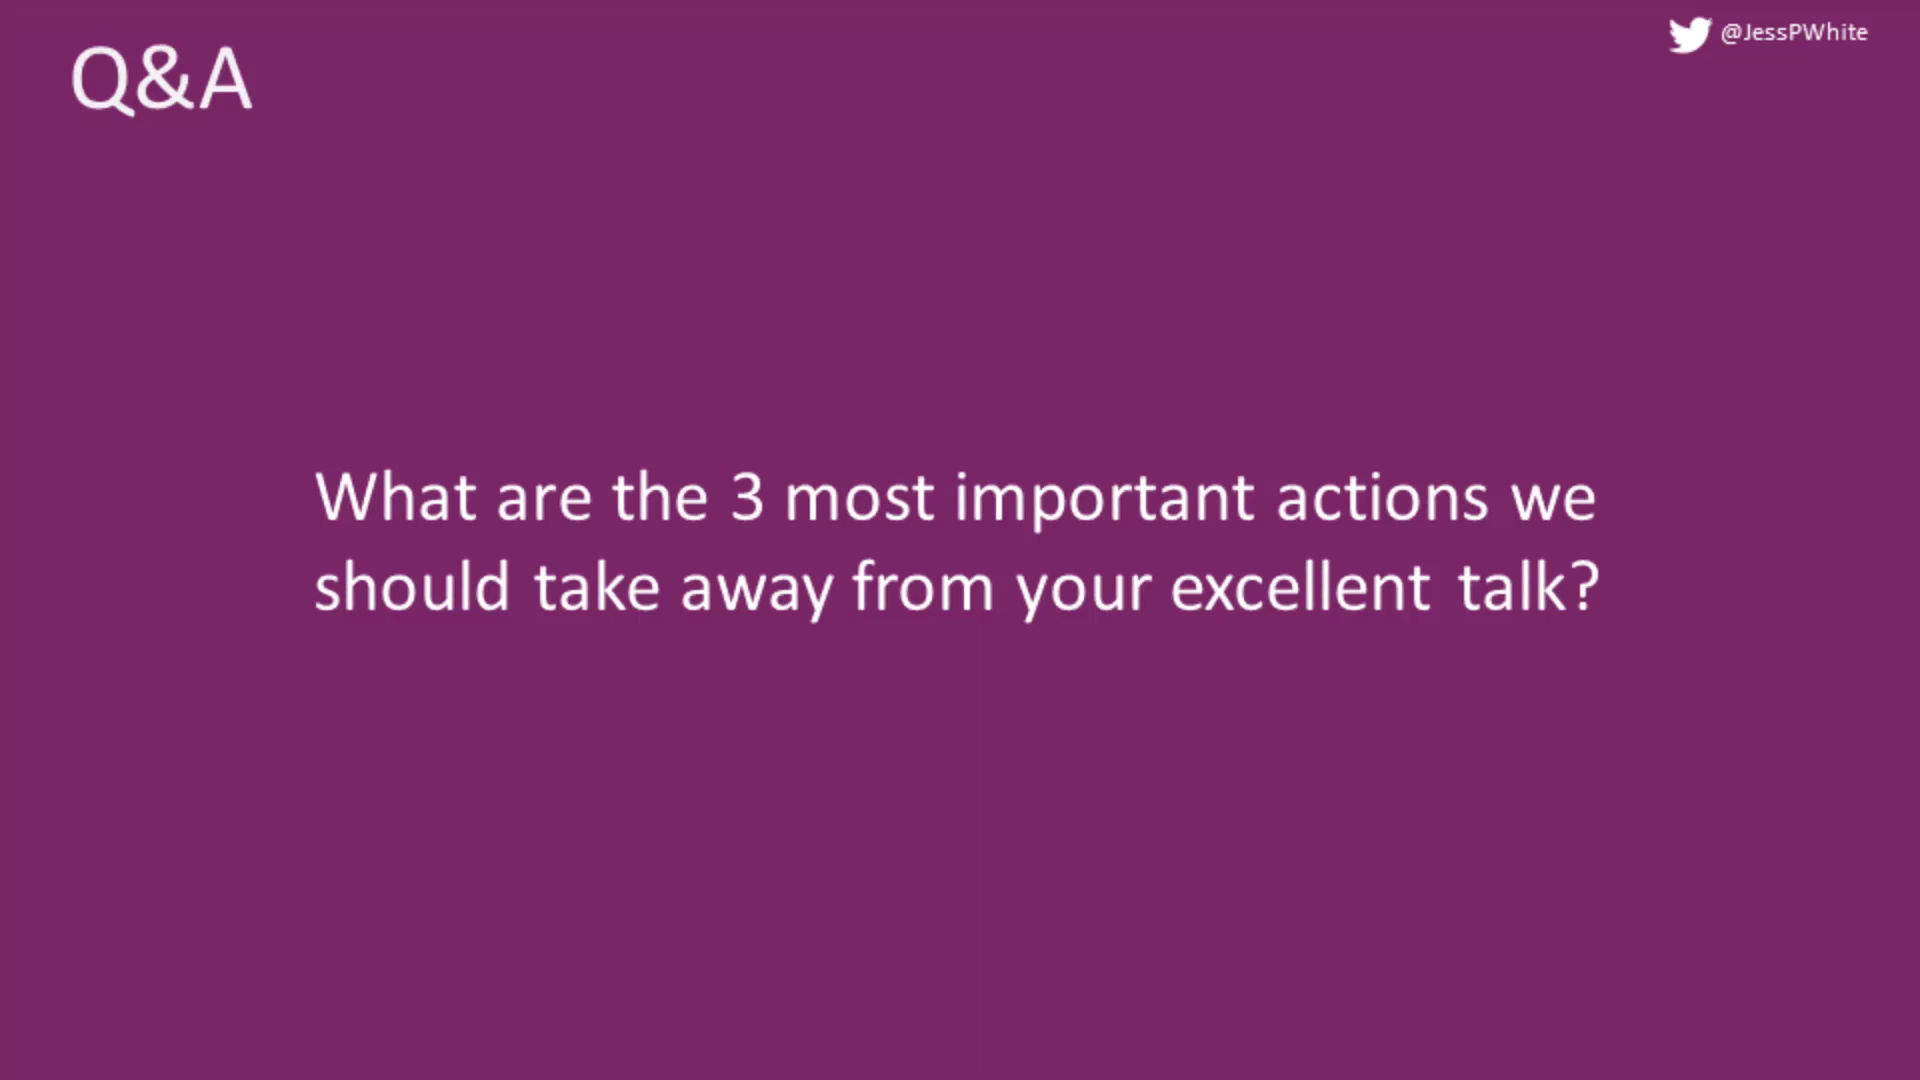 Q&A
@JessPWhite
What are the 3 most important actions we
should take away from your excellent talk?